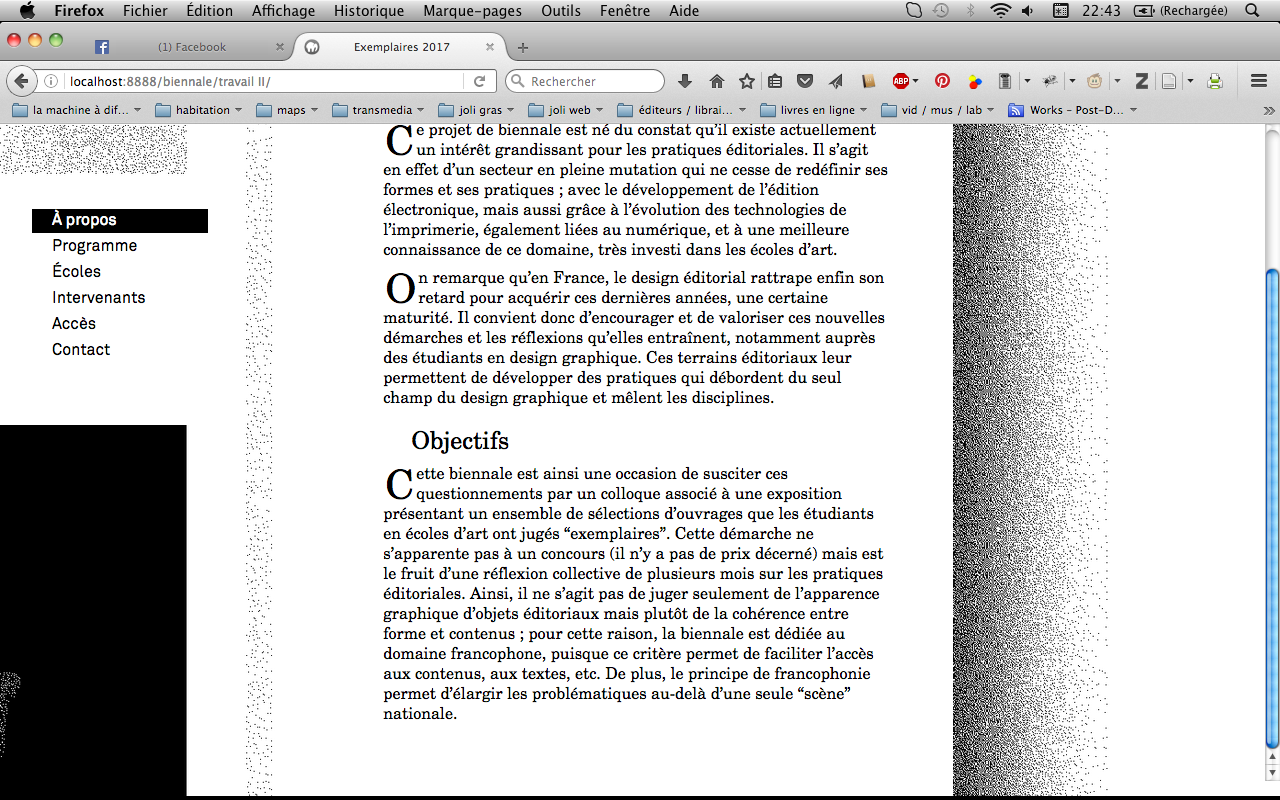 Firefox Fichier Édition Affichage Historique Marque-pages Outils Fenêtre Aide 22:43 (Rechargée)
(1) Facebook Exemplaires 2017
localhost:8888/biennale/travail II/ Rechercher ABP
la machine à dif... habitation maps transmedia joli gras joli web éditeurs / librai... livres en ligne vid / mus / lab Works - Post-D...
À propos
Programme
Écoles
Intervenants
Accès
Contact
Ce projet de biennale est né du constat qu’il existe actuellement
un intérêt grandissant pour les pratiques éditoriales. Il s’agit
en effet d’un secteur en pleine mutation qui ne cesse de redéfinir ses
formes et ses pratiques ; avec le développement de l’édition
électronique, mais aussi grâce à l’évolution des technologies de
l’imprimerie, également liées au numérique, et à une meilleure
connaissance de ce domaine, très investi dans les écoles d’art.
On remarque qu’en France, le design éditorial rattrape enfin son
retard pour acquérir ces dernières années, une certaine
maturité. Il convient donc d’encourager et de valoriser ces nouvelles
démarches et les réflexions qu’elles entraînent, notamment auprès
des étudiants en design graphique. Ces terrains éditoriaux leur
permettent de développer des pratiques qui débordent du seul
champ du design graphique et mêlent les disciplines.
Objectifs
Cette biennale est ainsi une occasion de susciter ces
questionnements par un colloque associé à une exposition
présentant un ensemble de sélections d’ouvrages que les étudiants
en écoles d’art ont jugés “exemplaires”. Cette démarche ne
s’apparente pas à un concours (il n’y a pas de prix décerné) mais est
le fruit d’une réflexion collective de plusieurs mois sur les pratiques
éditoriales. Ainsi, il ne s’agit pas de juger seulement de l’apparence
graphique d’objets éditoriaux mais plutôt de la cohérence entre
forme et contenus ; pour cette raison, la biennale est dédiée au
domaine francophone, puisque ce critère permet de faciliter l’accès
aux contenus, aux textes, etc. De plus, le principe de francophonie
permet d’élargir les problématiques au-delà d’une seule “scène”
nationale.